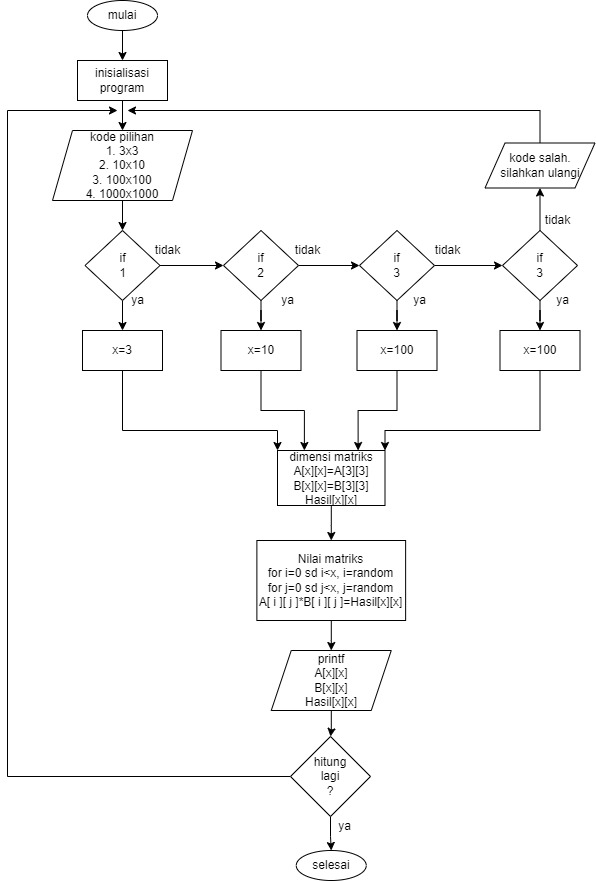 mulai
inisialisasi
program
kode pilihan
1. 3x3
2. 10x10
3. 100x100
4. 1000x1000
kode salah.
silahkan ulangi
if
1
tidak
ya
if
2
tidak
ya
if
3
tidak
ya
if
3
tidak
ya
x=3
x=10
x=100
x=100
dimensi matriks
A[x][x]=A[3][3]
B[x][x]=B[3][3]
Hasil[x][x]
Nilai matriks
for i=0 sd i<x, i=random
for j=0 sd j<x, j=random
A[ i ][ j ]*B[ i ][ j ]=Hasil[x][x]
printf
A[x][x]
B[x][x]
Hasil[x][x]
hitung
lagi
?
ya
selesai